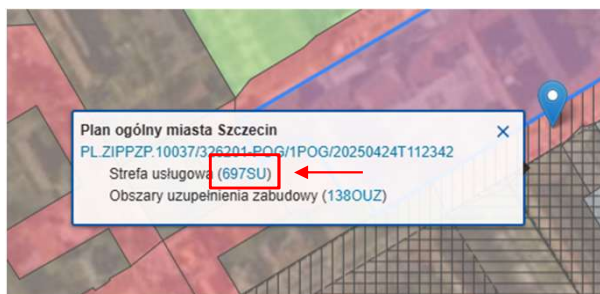 Plan ogólny miasta Szczecin
PL.ZIPPZP.10037/326201-POG/1POG/20250424T112342
Strefa usługowa (697SU)
Obszary uzupełnienia zabudowy (138OUZ)